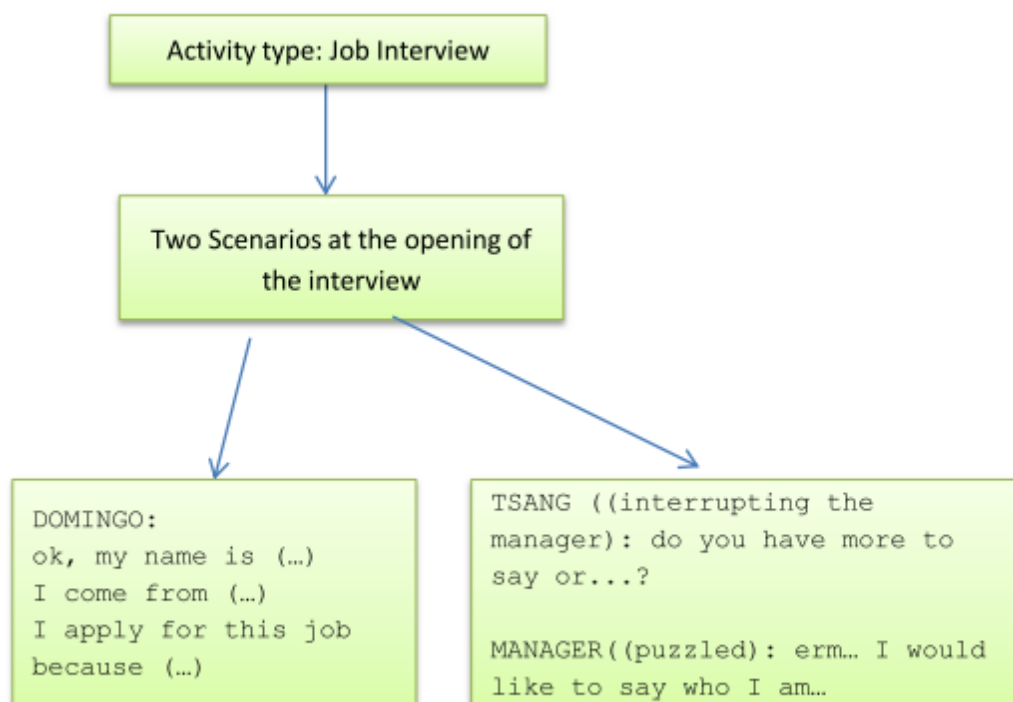 Activity type: Job Interview
Two Scenarios at the opening of
the interview
DOMINGO:
ok, my name is (…)
I come from (…)
I apply for this job
because (…)
TSANG ((interrupting the
manager): do you have more to
say or...?
MANAGER((puzzled): erm… I would
like to say who I am…